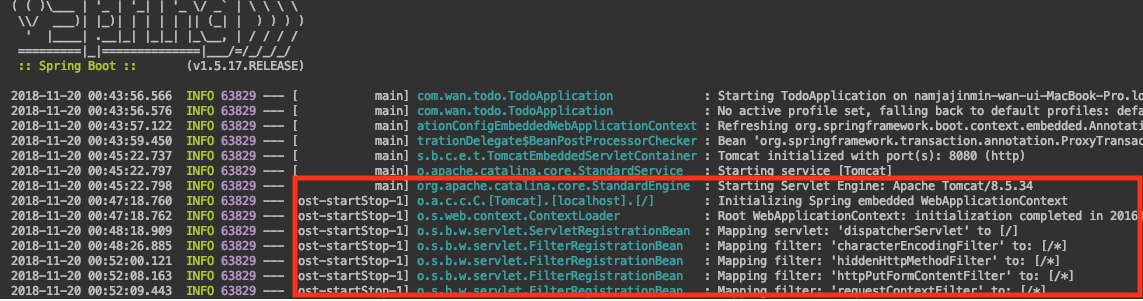 :: Spring Boot ::        (v1.5.17.RELEASE)
2018-11-20 00:43:56.566  INFO 63829 --- [           main] com.wan.todo.TodoApplication             : Starting TodoApplication on namjajinmin-wan-ui-MacBook-Pro.lo
2018-11-20 00:43:56.576  INFO 63829 --- [           main] com.wan.todo.TodoApplication             : No active profile set, falling back to default profiles: defa
2018-11-20 00:43:57.122  INFO 63829 --- [           main] ationConfigEmbeddedWebApplicationContext : Refreshing org.springframework.boot.context.embedded.Annotati
2018-11-20 00:43:59.450  INFO 63829 --- [           main] trationDelegate$BeanPostProcessorChecker : Bean 'org.springframework.transaction.annotation.ProxyTransac
2018-11-20 00:45:22.737  INFO 63829 --- [           main] s.b.c.e.t.TomcatEmbeddedServletContainer : Tomcat initialized with port(s): 8080 (http)
2018-11-20 00:45:22.797  INFO 63829 --- [           main] o.apache.catalina.core.StandardService   : Starting service [Tomcat]
2018-11-20 00:45:22.798  INFO 63829 --- [           main] org.apache.catalina.core.StandardEngine  : Starting Servlet Engine: Apache Tomcat/8.5.34
2018-11-20 00:47:18.760  INFO 63829 --- [ost-startStop-1] o.a.c.c.C.[Tomcat].[localhost].[/]       : Initializing Spring embedded WebApplicationContext
2018-11-20 00:47:18.762  INFO 63829 --- [ost-startStop-1] o.s.web.context.ContextLoader            : Root WebApplicationContext: initialization completed in 2016
2018-11-20 00:48:18.909  INFO 63829 --- [ost-startStop-1] o.s.b.w.servlet.ServletRegistrationBean  : Mapping servlet: 'dispatcherServlet' to [/]
2018-11-20 00:48:26.885  INFO 63829 --- [ost-startStop-1] o.s.b.w.servlet.FilterRegistrationBean   : Mapping filter: 'characterEncodingFilter' to: [/*]
2018-11-20 00:52:00.121  INFO 63829 --- [ost-startStop-1] o.s.b.w.servlet.FilterRegistrationBean   : Mapping filter: 'hiddenHttpMethodFilter' to: [/*]
2018-11-20 00:52:08.163  INFO 63829 --- [ost-startStop-1] o.s.b.w.servlet.FilterRegistrationBean   : Mapping filter: 'httpPutFormContentFilter' to: [/*]
2018-11-20 00:52:09.443  INFO 63829 --- [ost-startStop-1] o.s.b.w.servlet.FilterRegistrationBean   : Mapping filter: 'requestContextFilter' to: [/*]